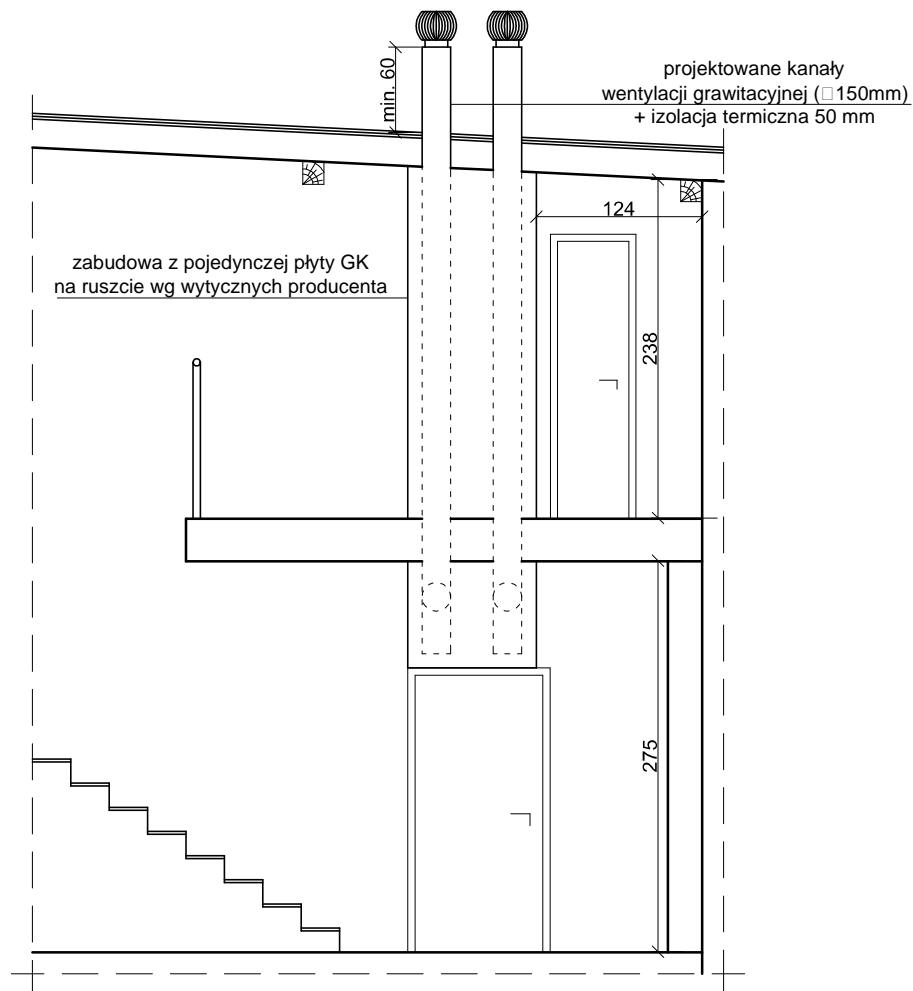 min. 60
projektowane kanały
wentylacji grawitacyjnej (□150mm)
+ izolacja termiczna 50 mm
124
zabudowa z pojedynczej płyty GK
na ruszcie wg wytycznych producenta
238
275